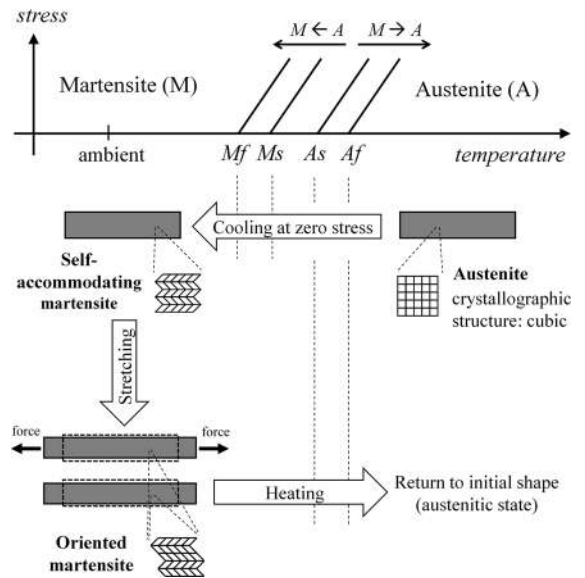 stress
M ← A
M → A
Martensite (M)
Austenite (A)
ambient
Mf
Ms
As
Af
temperature
Cooling at zero stress
Self-
accommodating
martensite
Austenite
crystallographic
structure: cubic
Stretching
force
force
Heating
Return to initial shape
(austenitic state)
Oriented
martensite